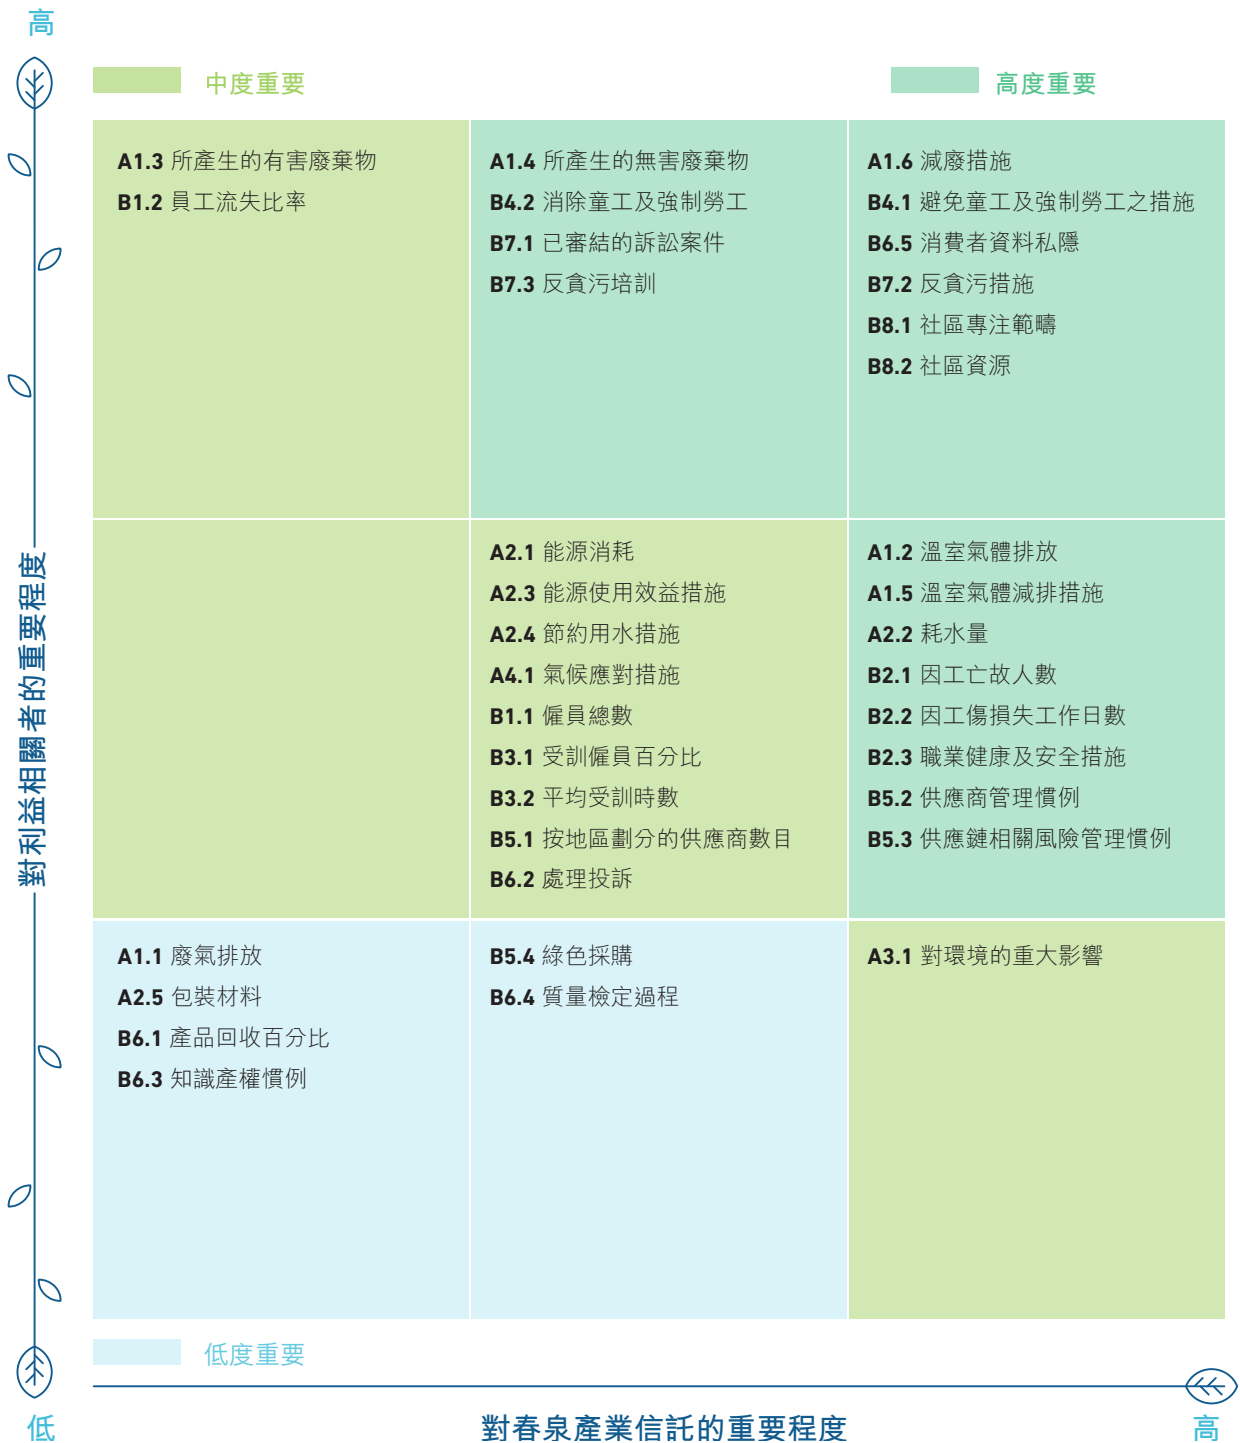 高
中度重要
高度重要
A1.3 所產生的有害廢棄物
B1.2 員工流失比率
A1.4 所產生的無害廢棄物
B4.2 消除童工及強制勞工
B7.1 已審結的訴訟案件
B7.3 反貪污培訓
A1.6 減廢措施
B4.1 避免童工及強制勞工之措施
B6.5 消費者資料私隱
B7.2 反貪污措施
B8.1 社區專注範疇
B8.2 社區資源
對利益相關者的重要程度
A2.1 能源消耗
A2.3 能源使用效益措施
A2.4 節約用水措施
A4.1 氣候應對措施
B1.1 僱員總數
B3.1 受訓僱員百分比
B3.2 平均受訓時數
B5.1 按地區劃分的供應商數目
B6.2 處理投訴
A1.2 溫室氣體排放
A1.5 溫室氣體減排措施
A2.2 耗水量
B2.1 因工亡故人數
B2.2 因工傷損失工作日數
B2.3 職業健康及安全措施
B5.2 供應商管理慣例
B5.3 供應鏈相關風險管理慣例
A1.1 廢氣排放
A2.5 包裝材料
B6.1 產品回收百分比
B6.3 知識產權慣例
B5.4 綠色採購
B6.4 質量檢定過程
A3.1 對環境的重大影響
低度重要
低
對春泉產業信託的重要程度
高